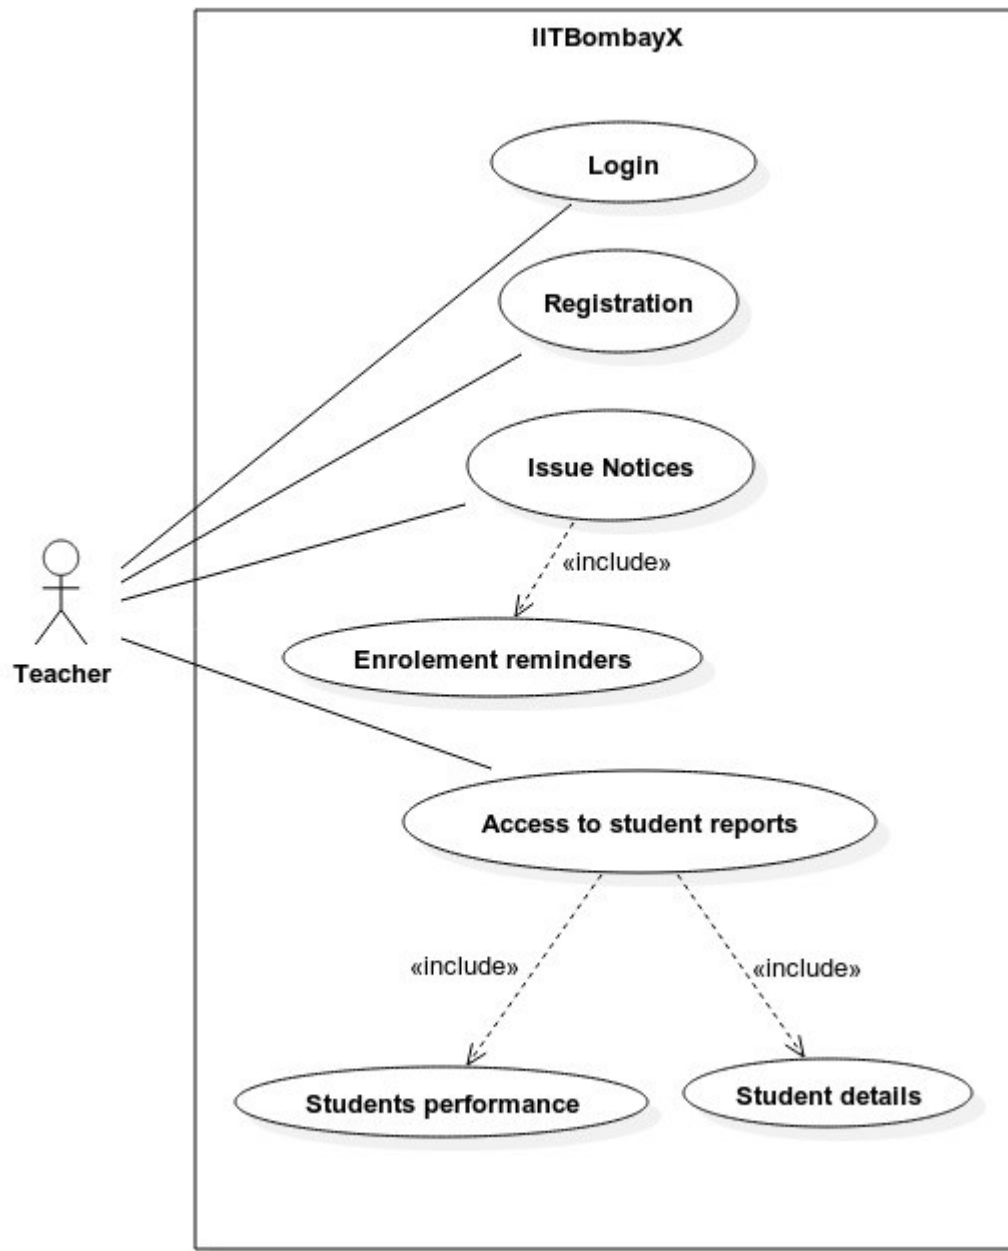 IITBombayX
Login
Registration
Issue Notices
«include»
Enrolement reminders
Teacher
Access to student reports
«include»
«include»
Students performance
Student details